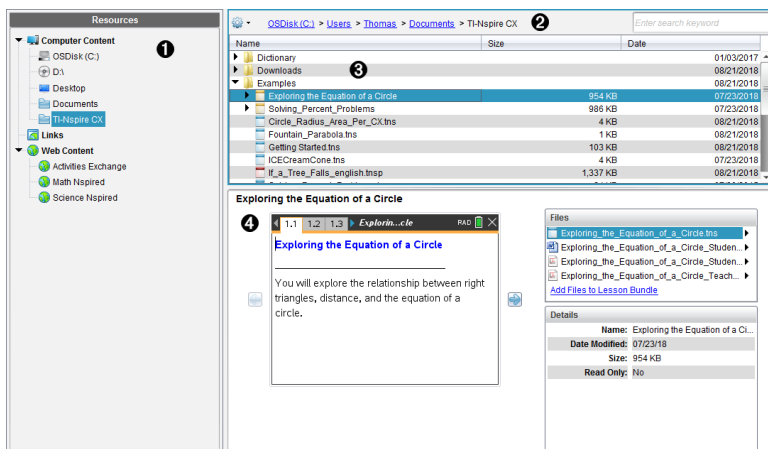 Resources
❶
Computer Content
OSDisk (C:)
D:\
Desktop
Documents
TI-Nspire CX
Links
Web Content
Activities Exchange
Math Nspired
Science Nspired
OSDisk (C:) > Users > Thomas > Documents > TI-Nspire CX ❷
Enter search keyword
Name Size Date
Dictionary 01/03/2017
Downloads ❸ 08/21/2018
Examples 08/21/2018
Exploring the Equation of a Circle 954 KB 07/23/2018
Solving_Percent_Problems 986 KB 07/23/2018
Circle_Radius_Area_Per_CX.tns 4 KB 08/21/2018
Fountain_Parabola.tns 1 KB 08/21/2018
Getting Started.tns 103 KB 08/21/2018
ICECreamCone.tns 4 KB 07/23/2018
If_a_Tree_Falls_english.tnsp 1,337 KB 08/21/2018
Exploring the Equation of a Circle
❹
1.1 1.2 1.3 Explorin...cle RAD
Exploring the Equation of a Circle
You will explore the relationship between right
triangles, distance, and the equation of a
circle.
Files
Exploring_the_Equation_of_a_Circle.tns
Exploring_the_Equation_of_a_Circle_Studen...
Exploring_the_Equation_of_a_Circle_Studen...
Exploring_the_Equation_of_a_Circle_Teach...
Add Files to Lesson Bundle
Details
Name: Exploring the Equation of a Ci...
Date Modified: 07/23/18
Size: 954 KB
Read Only: No